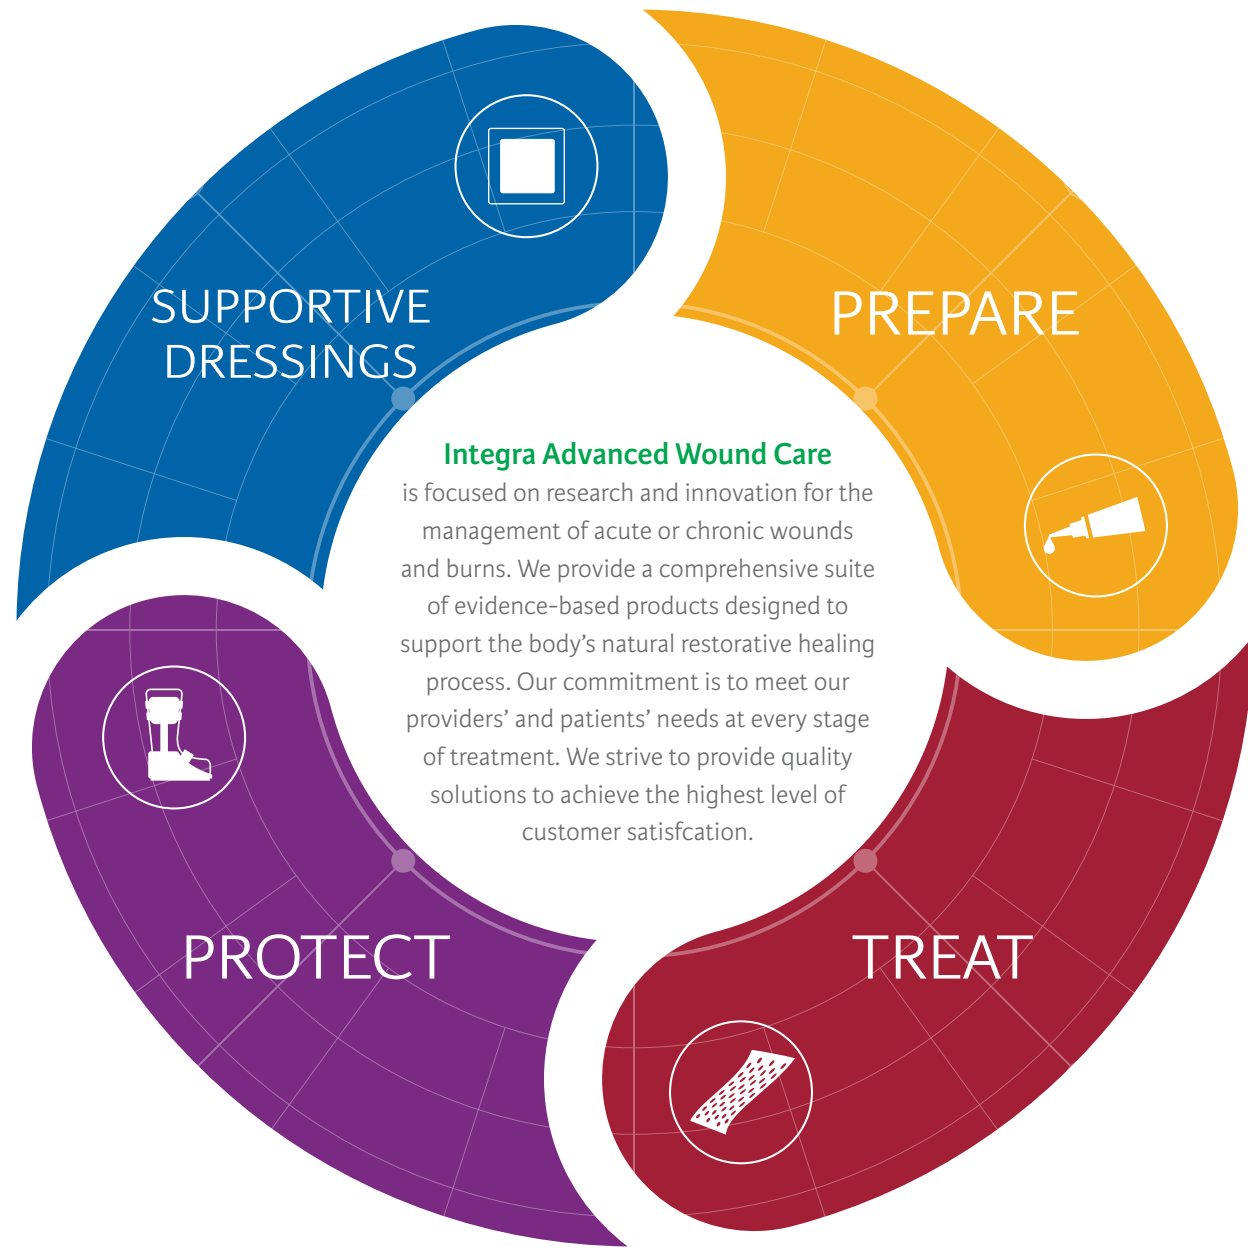 SUPPORTIVE
DRESSINGS
PREPARE
Integra Advanced Wound Care
is focused on research and innovation for the
management of acute or chronic wounds
and burns. We provide a comprehensive suite
of evidence-based products designed to
support the body’s natural restorative healing
process. Our commitment is to meet our
providers’ and patients’ needs at every stage
of treatment. We strive to provide quality
solutions to achieve the highest level of
customer satisfcation.
PROTECT
TREAT